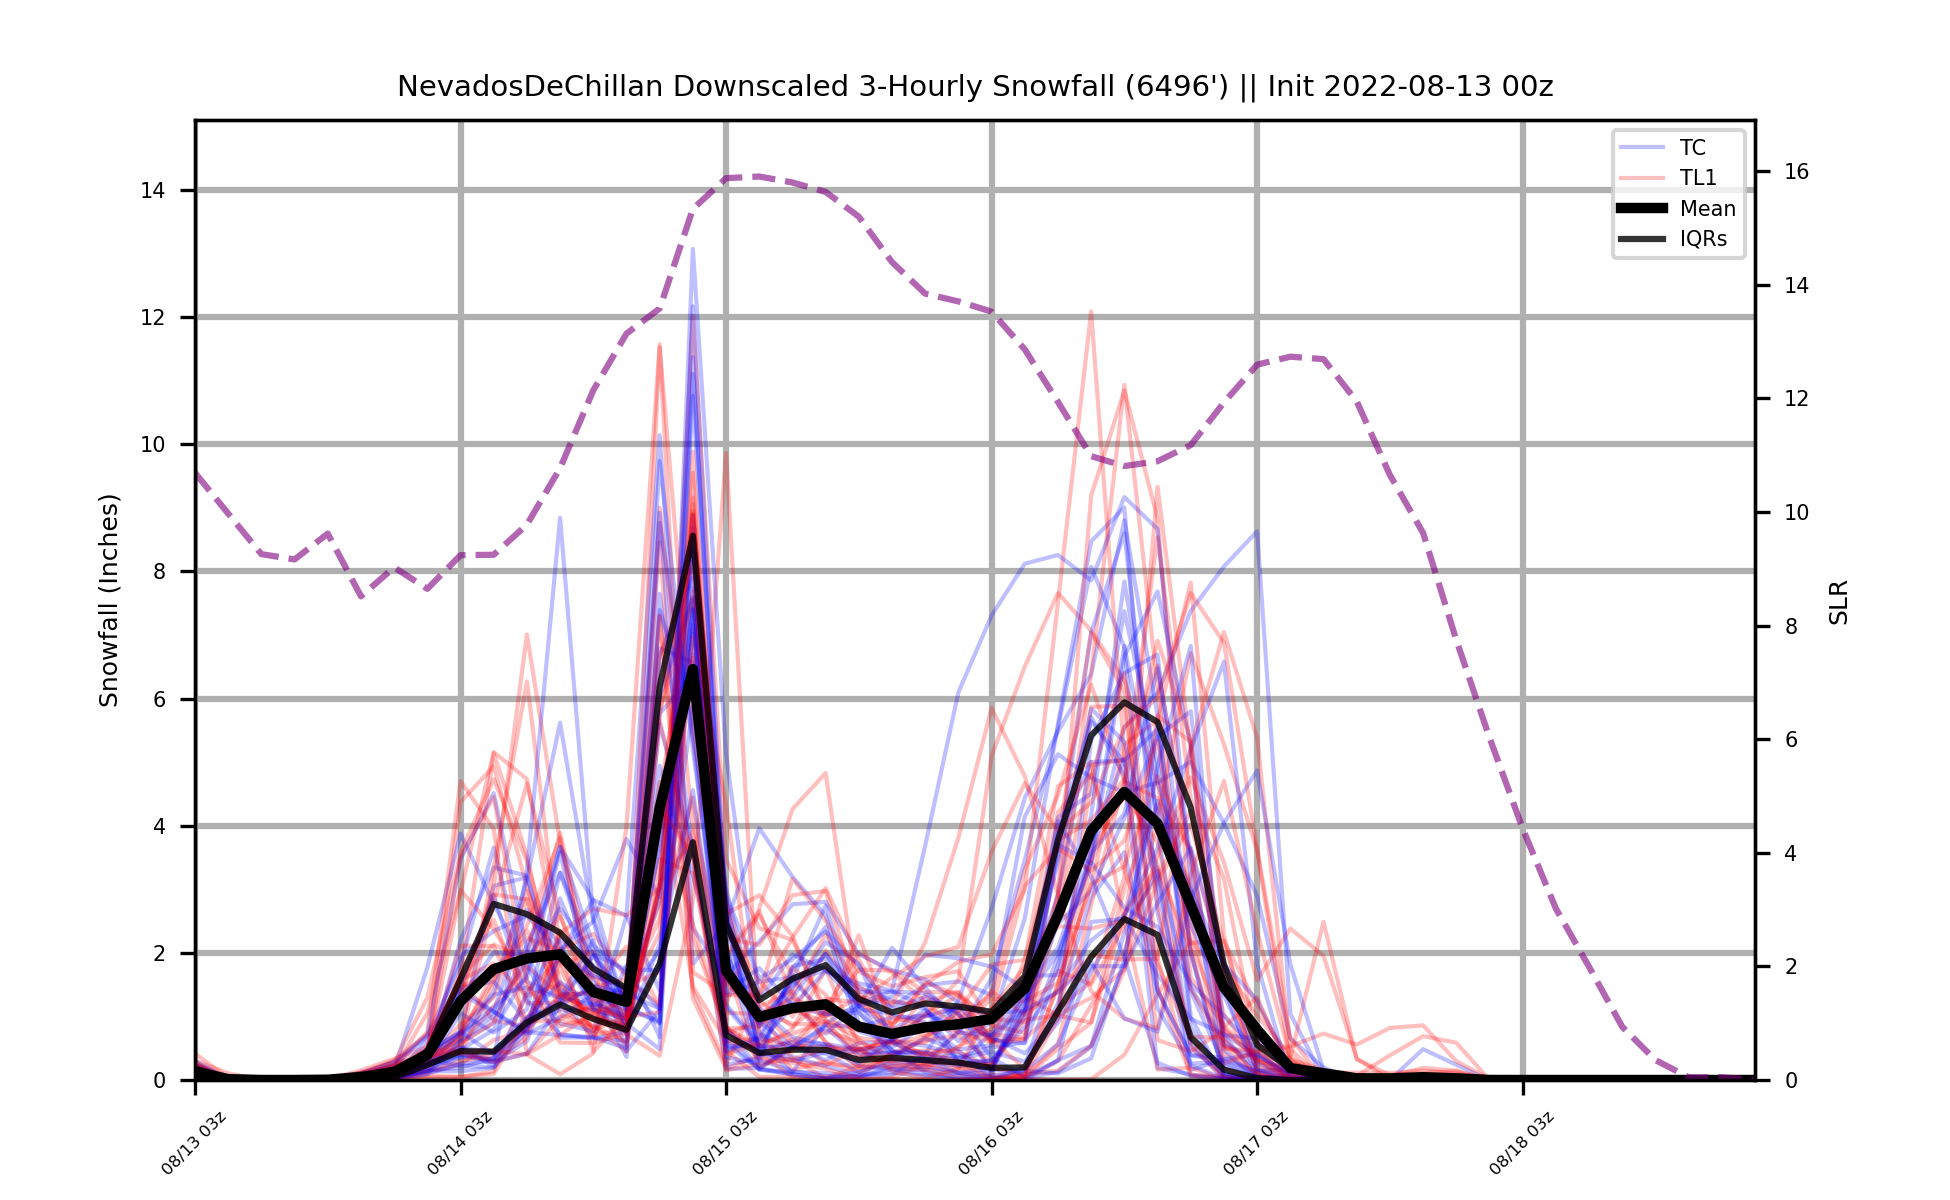 NevadosDeChillan Downscaled 3-Hourly Snowfall (6496') || Init 2022-08-13 00z
TC
TL1
Mean
IQRs
Snowfall (Inches)
14
12
10
8
6
4
2
0
16
14
12
10
8
6
4
2
0
SLR
08/13 03z
08/14 03z
08/15 03z
08/16 03z
08/17 03z
08/18 03z